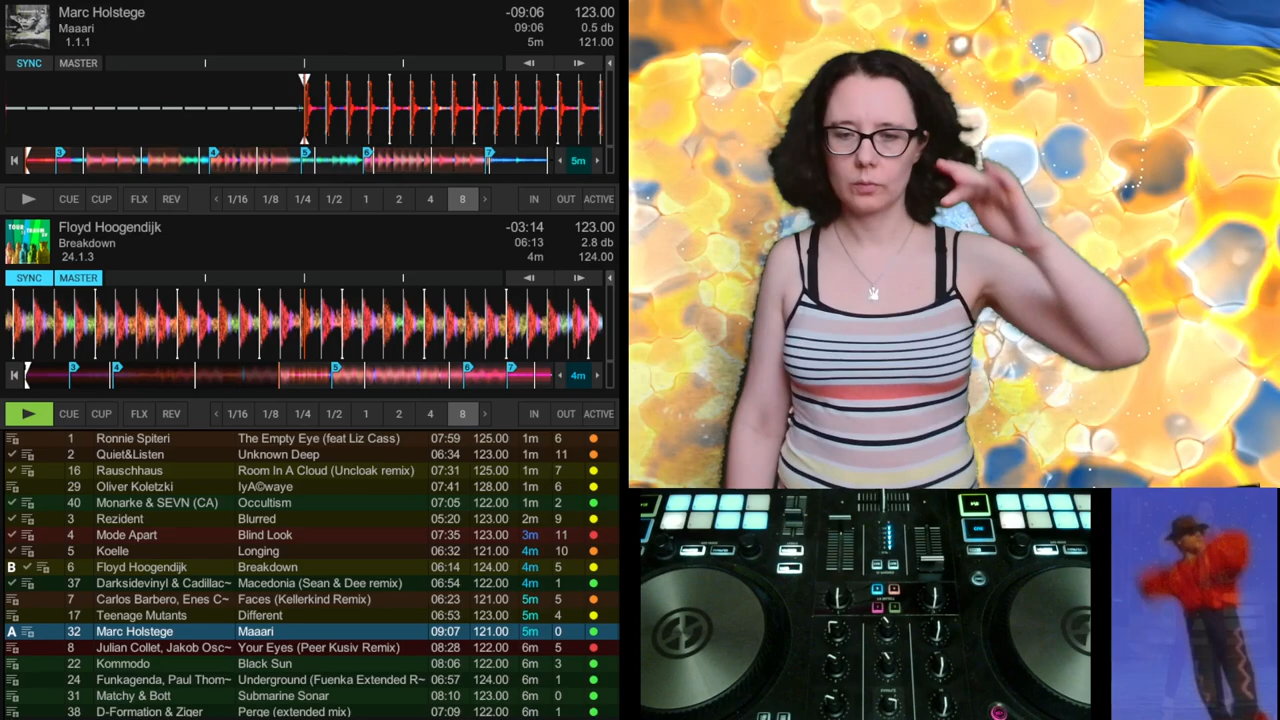 Marc Holstege -09:06 123.00
Maaari 09:06 0.5 db
1.1.1 5m 121.00
SYNC MASTER
3 4 5 6 7 5m
CUE CUP FLX REV 1/16 1/8 1/4 1/2 1 2 4 8 IN OUT ACTIVE
Floyd Hoogendijk -03:14 123.00
Breakdown 06:13 2.8 db
24.1.3 4m 124.00
SYNC MASTER
3 4 5 6 7 4m
CUE CUP FLX REV 1/16 1/8 1/4 1/2 1 2 4 8 IN OUT ACTIVE
1 Ronnie Spiteri The Empty Eye (feat Liz Cass) 07:59 125.00 1m 6
2 Quiet&Listen Unknown Deep 06:34 123.00 1m 11
16 Rauschhaus Room In A Cloud (Uncloak remix) 07:31 125.00 1m 7
29 Oliver Koletzki IyA©waye 07:41 128.00 1m 6
40 Monarke & SEVN (CA) Occultism 07:05 122.00 1m 2
3 Rezident Blurred 05:20 123.00 2m 9
4 Mode Apart Blind Look 07:35 123.00 3m 11
5 Koelle Longing 06:32 121.00 4m 10
B 6 Floyd Hoogendijk Breakdown 06:14 124.00 4m 5
37 Darksidevinyl & Cadillac~ Macedonia (Sean & Dee remix) 06:54 122.00 4m 1
7 Carlos Barbero, Enes C~ Faces (Kellerkind Remix) 06:23 121.00 5m 5
17 Teenage Mutants Different 06:53 123.00 5m 4
A 32 Marc Holstege Maaari 09:07 121.00 5m 0
8 Julian Collet, Jakob Osc~ Your Eyes (Peer Kusiv Remix) 08:28 122.00 6m 5
22 Kommodo Black Sun 08:06 122.00 6m 3
24 Funkagenda, Paul Thom~ Underground (Fuenka Extended R~ 06:57 124.00 6m 1
31 Matchy & Bott Submarine Sonar 08:10 123.00 6m 0
38 D-Formation & Ziger Perge (extended mix) 07:09 122.00 6m 1